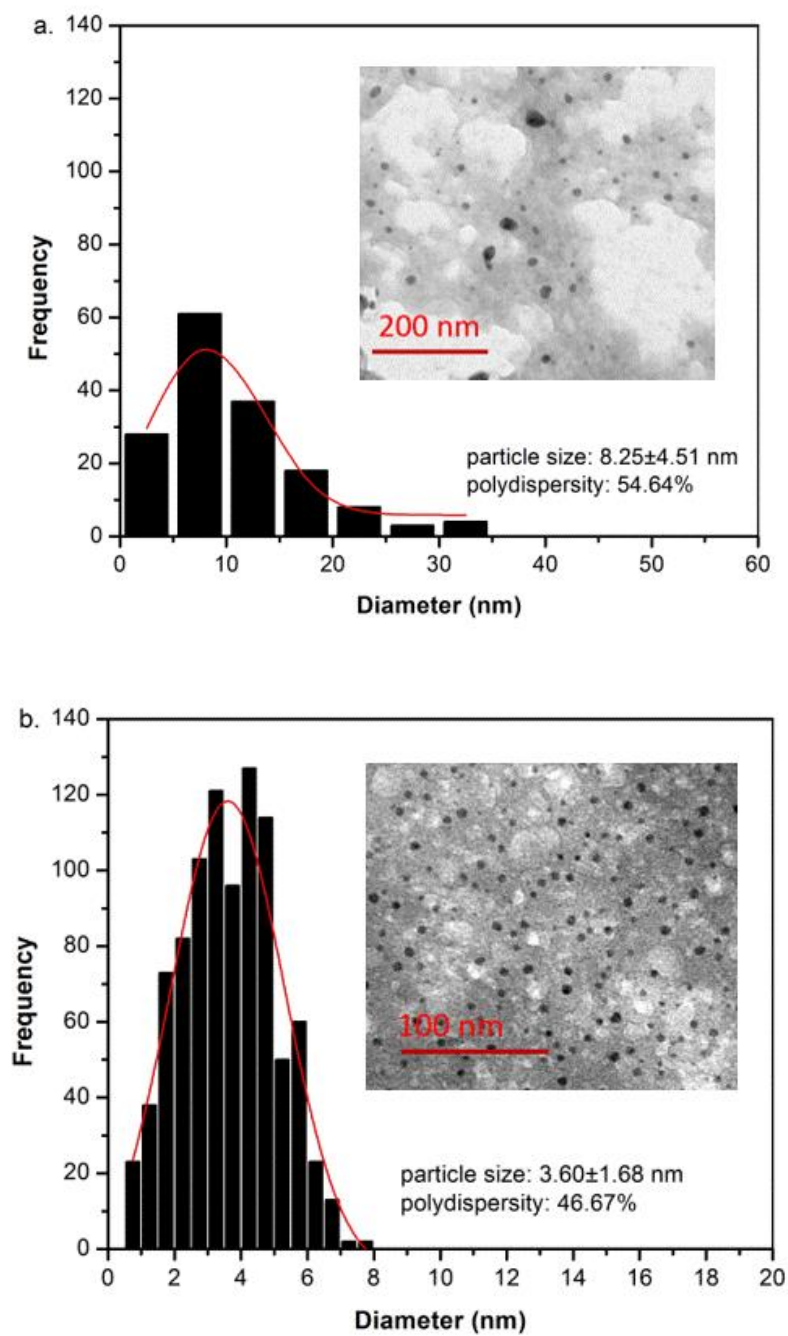 a.
140
120
100
80
60
40
20
0
Frequency
200 nm
particle size: 8.25±4.51 nm
polydispersity: 54.64%
0 10 20 30 40 50 60
Diameter (nm)
b.
140
120
100
80
60
40
20
0
Frequency
100 nm
particle size: 3.60±1.68 nm
polydispersity: 46.67%
0 2 4 6 8 10 12 14 16 18 20
Diameter (nm)